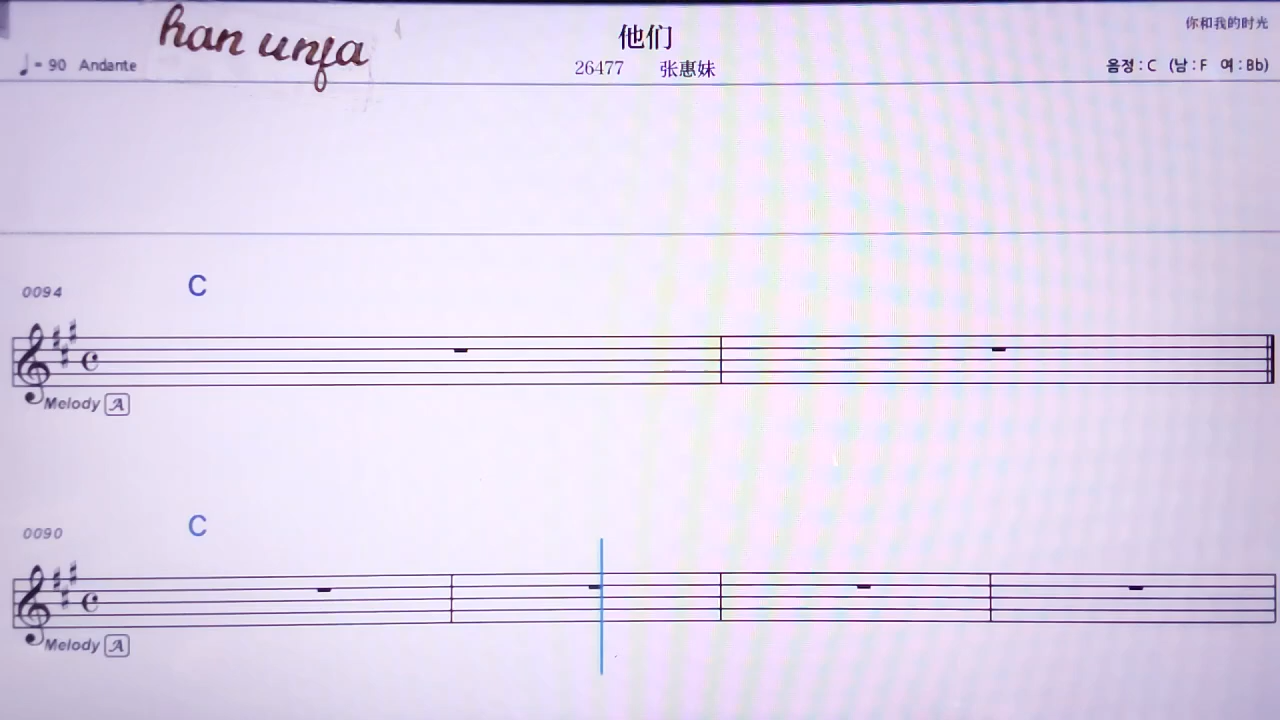 han unfa
他们
你和我的时光
♩= 90 Andante
26477 张惠妹
음정 : C (남 : F 여 : Bb)
0094
C
Melody A
0090
C
Melody A